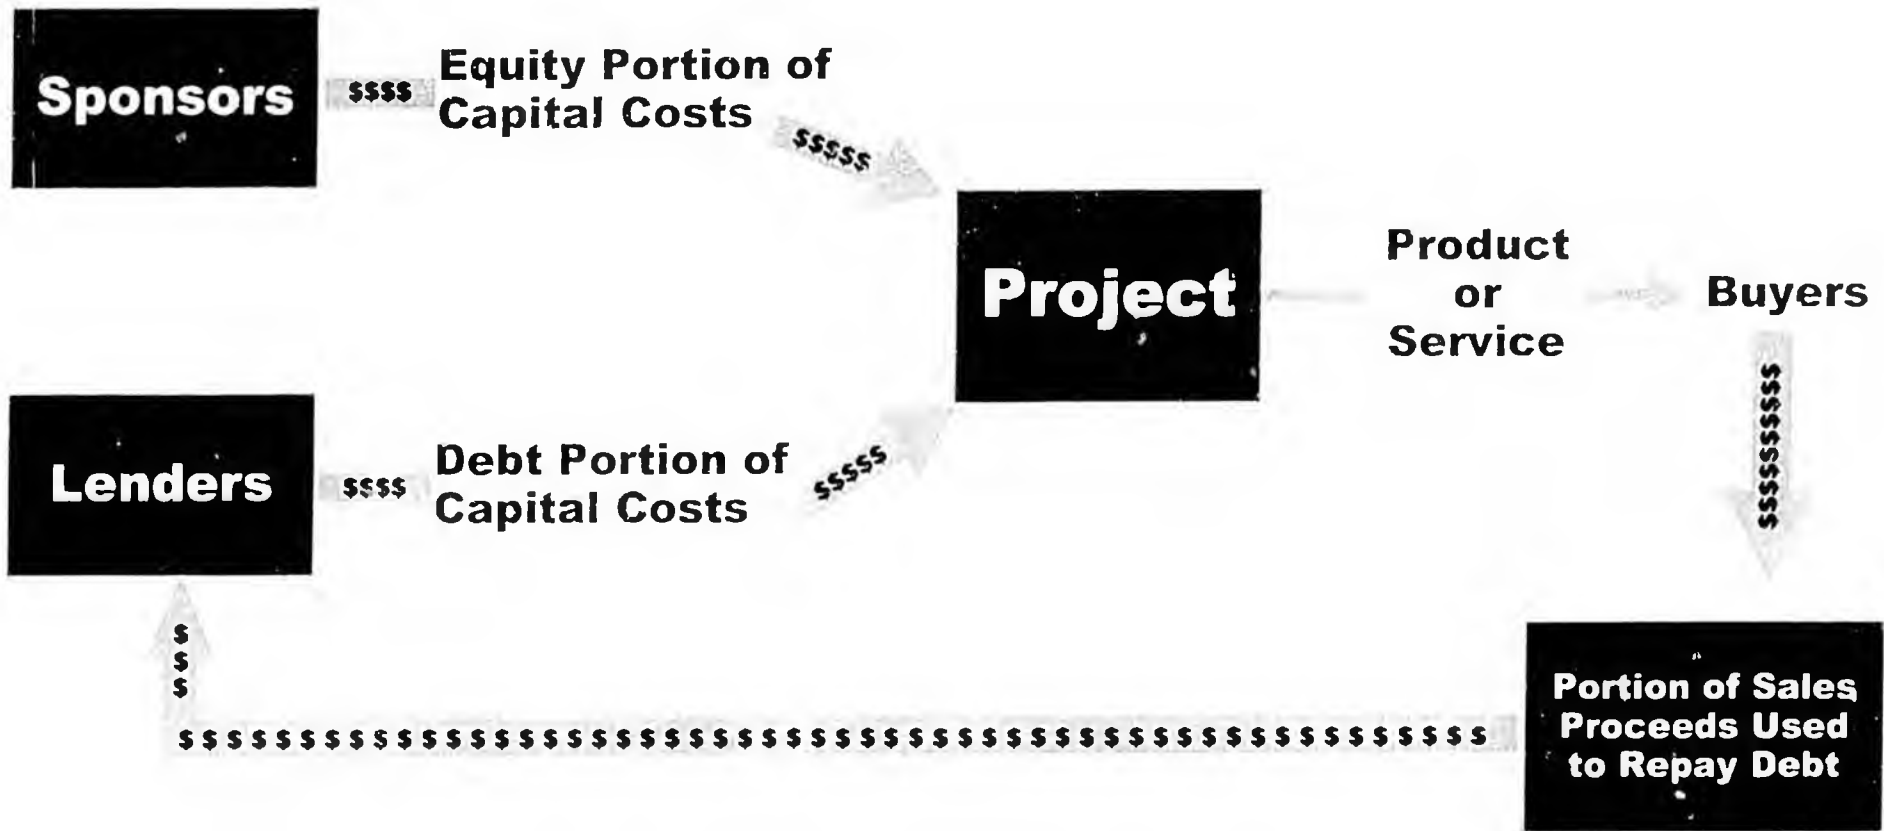 Sponsors
$$$$
Equity Portion of
Capital Costs
$$$$$
Project
Product
or
Service
Buyers
$$$$$$$$$$
Lenders
$$$$
Debt Portion of
Capital Costs
$$$$$
$
$
$
$ $ $ $ $ $ $ $ $ $ $ $ $ $ $ $ $ $ $ $ $ $ $ $ $ $ $ $ $ $ $ $ $ $ $ $ $ $ $ $ $ $ $ $ $ $ $ $ $ $ $ $ $ $
Portion of Sales
Proceeds Used
to Repay Debt